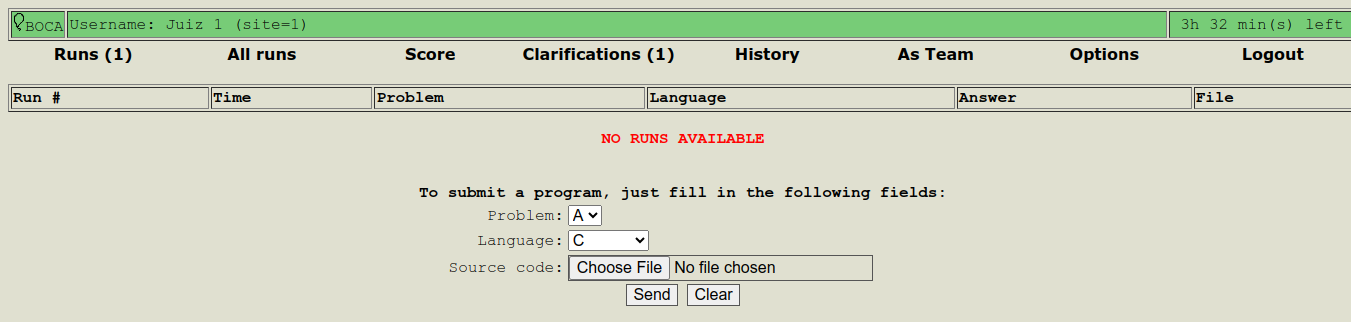 BOCA Username: Juiz 1 (site=1) 3h 32 min(s) left
Runs (1) All runs Score Clarifications (1) History As Team Options Logout
Run # Time Problem Language Answer File
NO RUNS AVAILABLE
To submit a program, just fill in the following fields:
Problem: A
Language: C
Source code: Choose File No file chosen
Send Clear